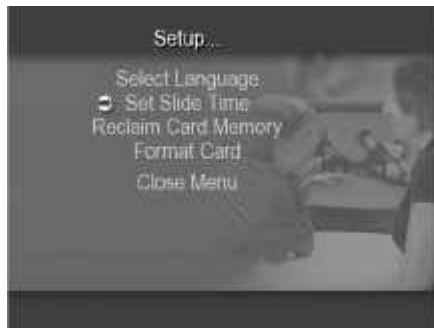 Setup...
Select Language
Set Slide Time
Reclaim Card Memory
Format Card
Close Menu